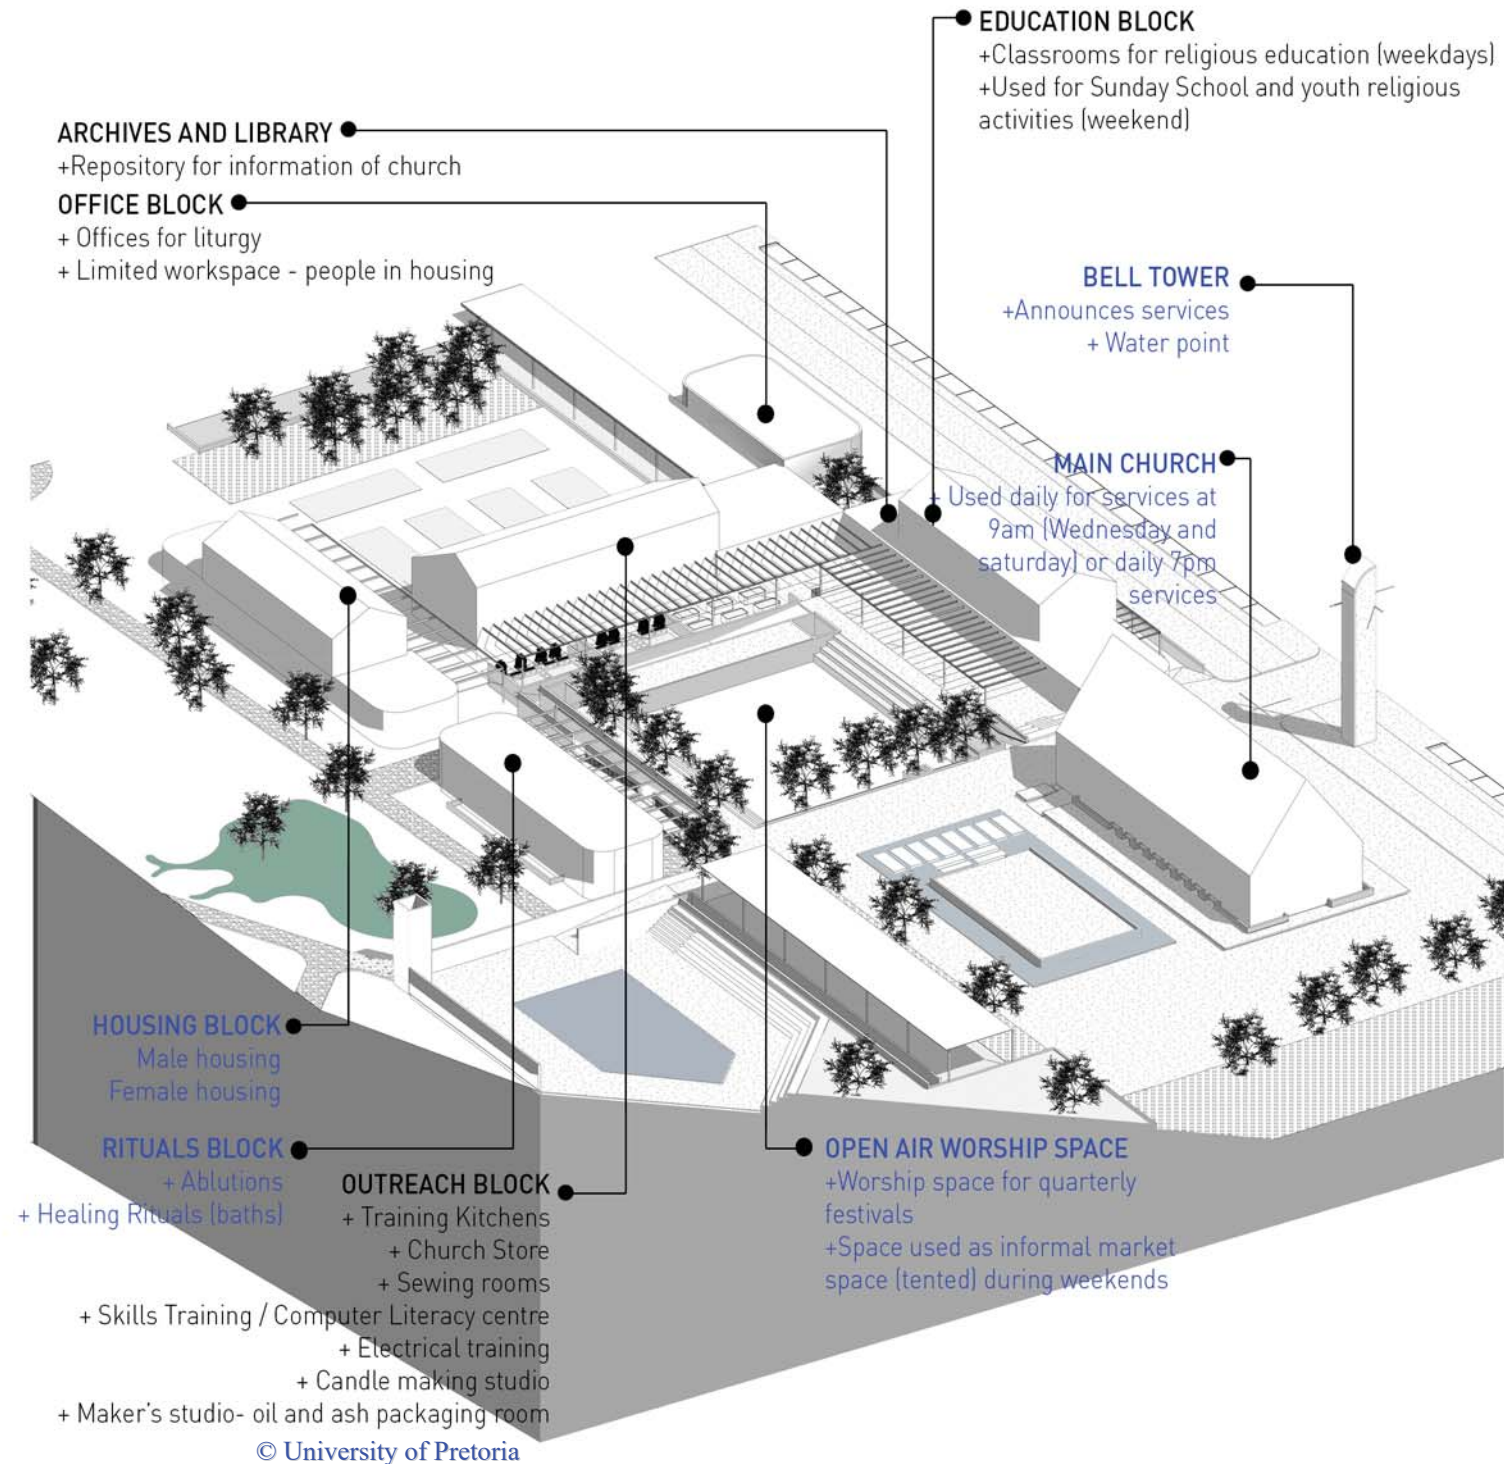 EDUCATION BLOCK
+Classrooms for religious education (weekdays)
+Used for Sunday School and youth religious
activities (weekend)
ARCHIVES AND LIBRARY
+Repository for information of church
OFFICE BLOCK
+ Offices for liturgy
+ Limited workspace - people in housing
BELL TOWER
+Announces services
+ Water point
MAIN CHURCH
+ Used daily for services at
9am (Wednesday and
saturday) or daily 7pm
services
HOUSING BLOCK
Male housing
Female housing
RITUALS BLOCK
+ Ablutions
+ Healing Rituals (baths)
OUTREACH BLOCK
+ Training Kitchens
+ Church Store
+ Sewing rooms
+ Skills Training / Computer Literacy centre
+ Electrical training
+ Candle making studio
+ Maker's studio- oil and ash packaging room
OPEN AIR WORSHIP SPACE
+Worship space for quarterly
festivals
+Space used as informal market
space (tented) during weekends
© University of Pretoria